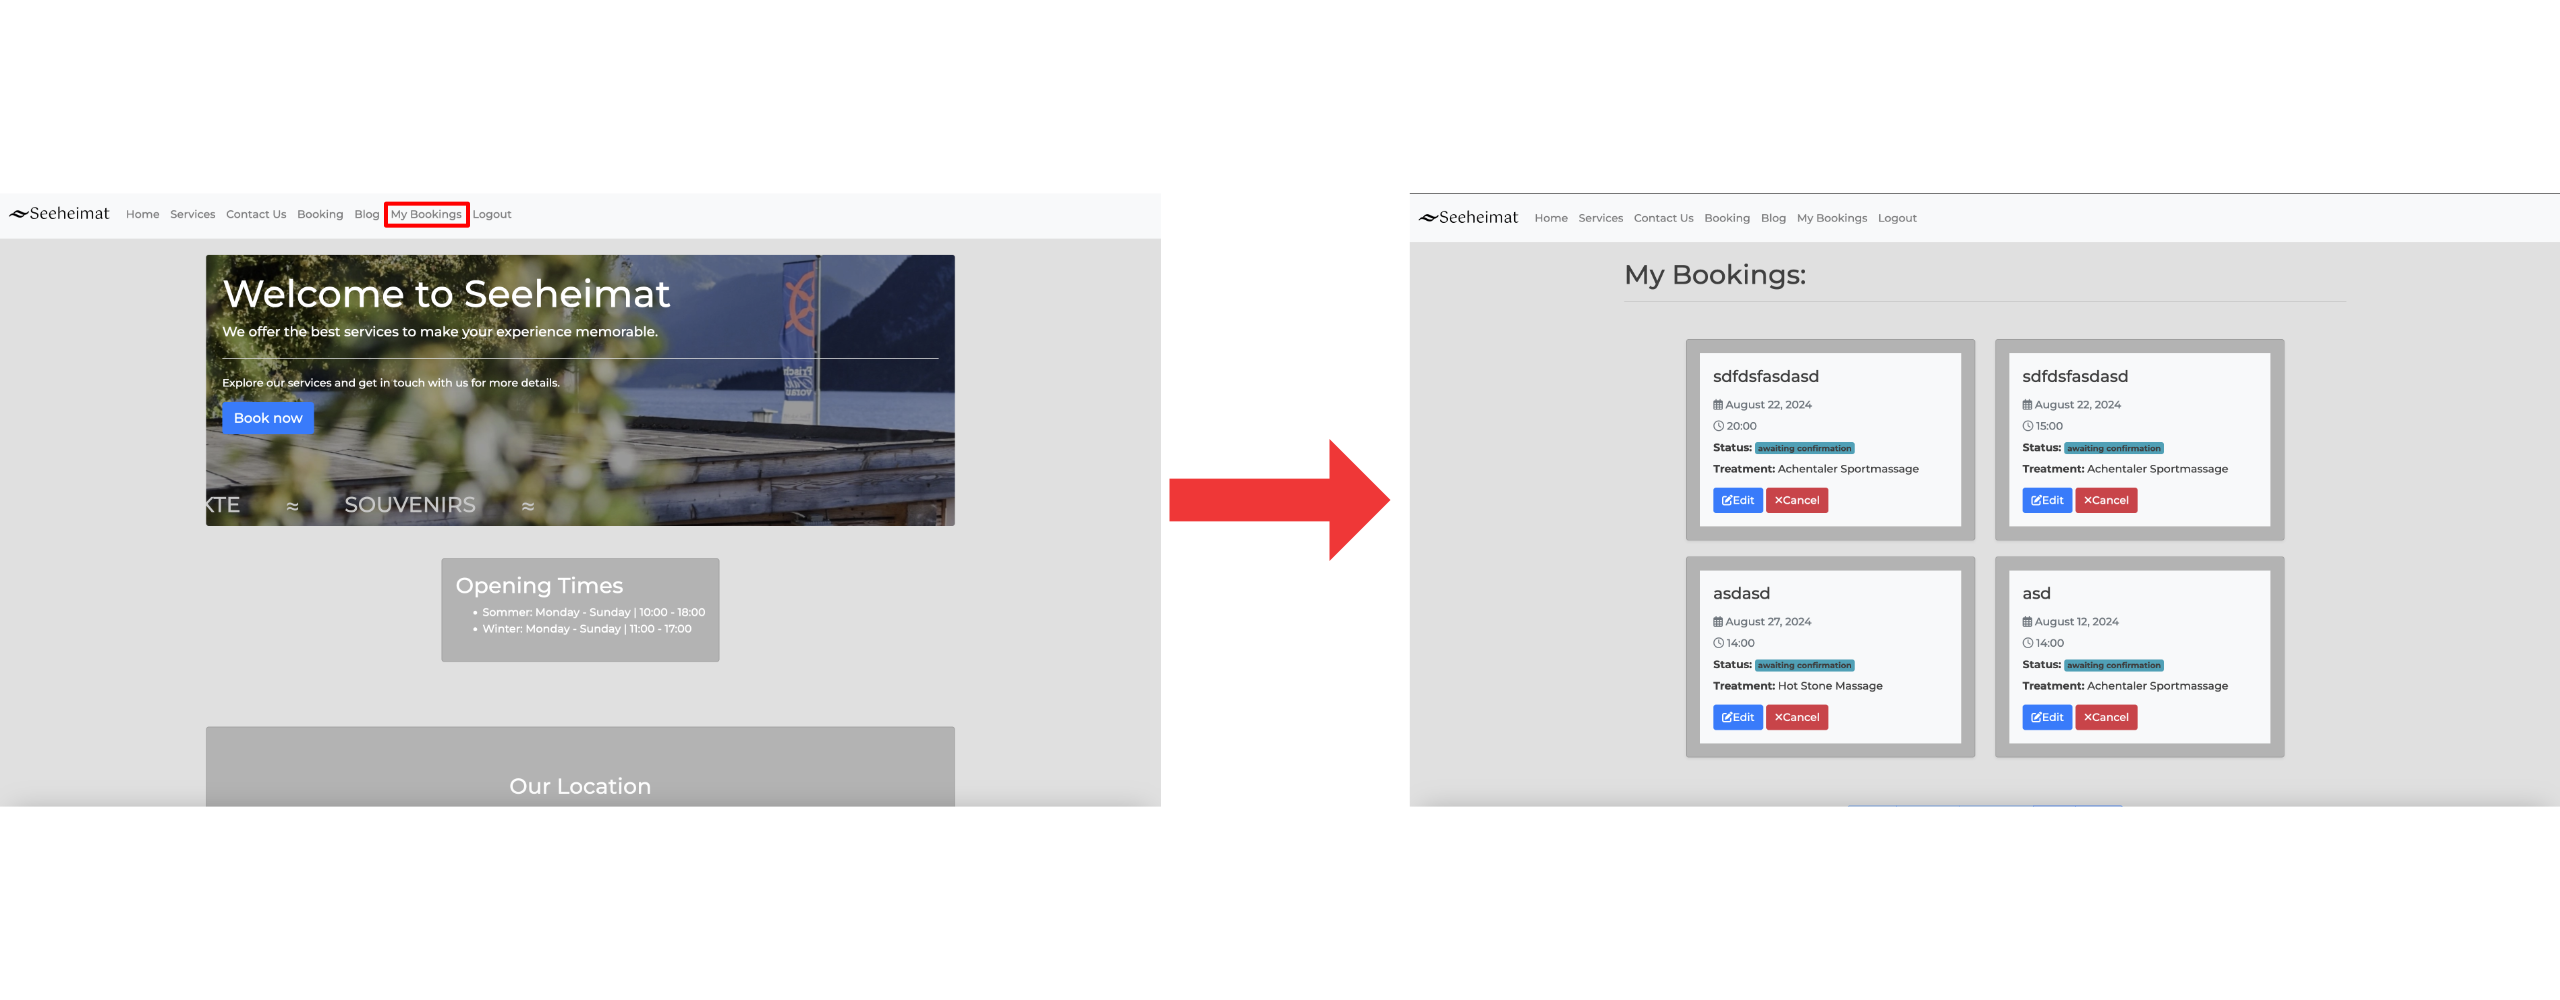 Seeheimat
Home Services Contact Us Booking Blog My Bookings Logout
Welcome to Seeheimat
We offer the best services to make your experience memorable.
Explore our services and get in touch with us for more details.
Book now
KTE ≈ SOUVENIRS ≈
Opening Times
• Sommer: Monday - Sunday | 10:00 - 18:00
• Winter: Monday - Sunday | 11:00 - 17:00
Our Location
Seeheimat
Home Services Contact Us Booking Blog My Bookings Logout
My Bookings:
sdfdsfasdasd
August 22, 2024
20:00
Status: awaiting confirmation
Treatment: Achentaler Sportmassage
Edit ×Cancel
sdfdsfasdasd
August 22, 2024
15:00
Status: awaiting confirmation
Treatment: Achentaler Sportmassage
Edit ×Cancel
asdasd
August 27, 2024
14:00
Status: awaiting confirmation
Treatment: Hot Stone Massage
Edit ×Cancel
asd
August 12, 2024
14:00
Status: awaiting confirmation
Treatment: Achentaler Sportmassage
Edit ×Cancel